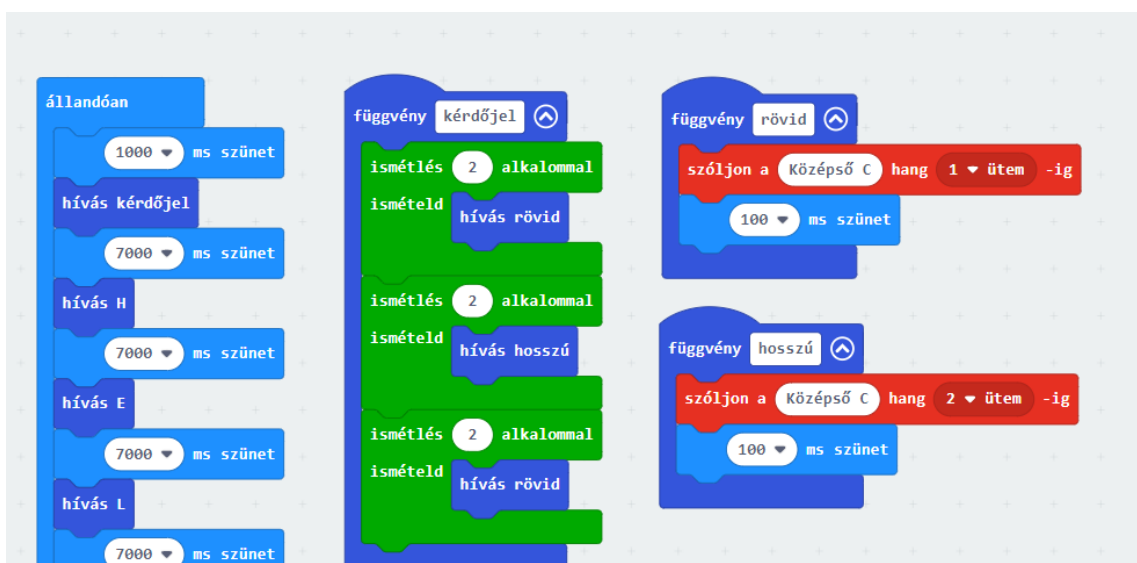 állandóan
1000 ms szünet
hívás kérdőjel
7000 ms szünet
hívás H
7000 ms szünet
hívás E
7000 ms szünet
hívás L
7000 ms szünet
függvény kérdőjel
ismétlés 2 alkalommal
ismételd
hívás rövid
ismétlés 2 alkalommal
ismételd
hívás hosszú
ismétlés 2 alkalommal
ismételd
hívás rövid
függvény rövid
szóljon a Középső C hang 1 ütem -ig
100 ms szünet
függvény hosszú
szóljon a Középső C hang 2 ütem -ig
100 ms szünet